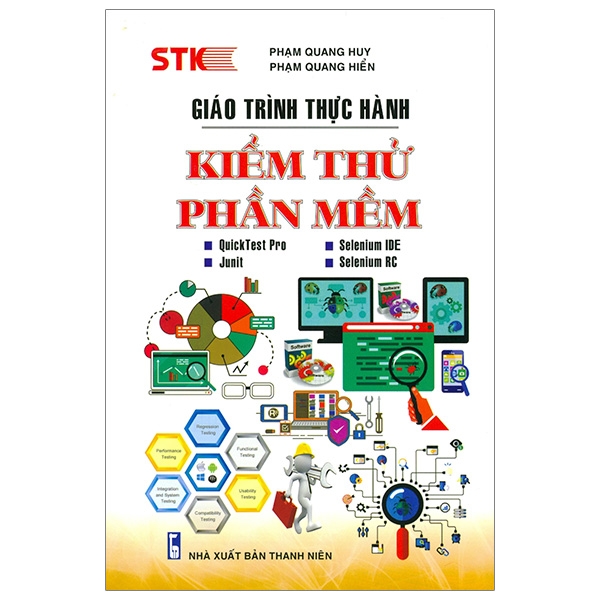 STK
PHẠM QUANG HUY
PHẠM QUANG HIỂN
GIÁO TRÌNH THỰC HÀNH
KIỂM THỬ
PHẦN MỀM
QuickTest Pro
Selenium IDE
Junit
Selenium RC
Software
Software
Regression
Testing
Performance
Testing
Functional
Testing
Integration
and System
Testing
Usability
Testing
Compatibility
Testing
NHÀ XUẤT BẢN THANH NIÊN